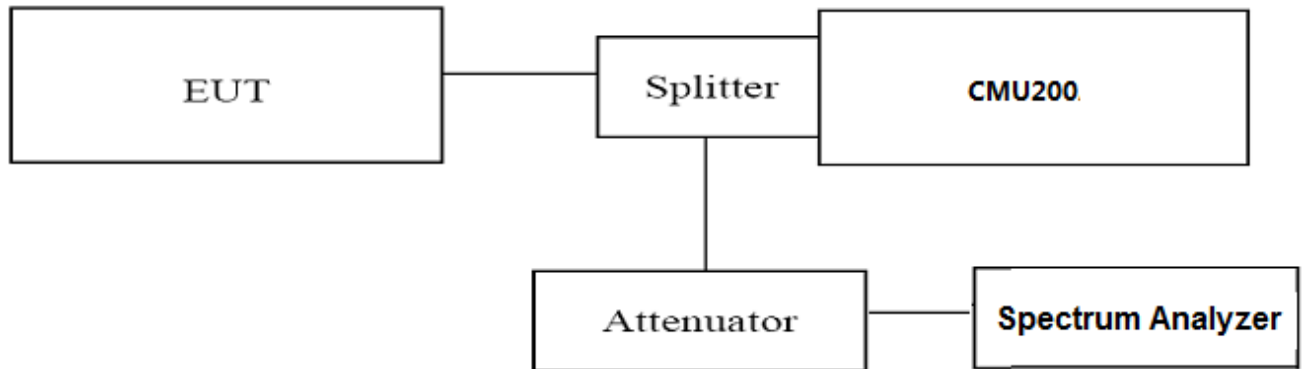 EUT
Splitter
CMU200.
Attenuator
Spectrum Analyzer